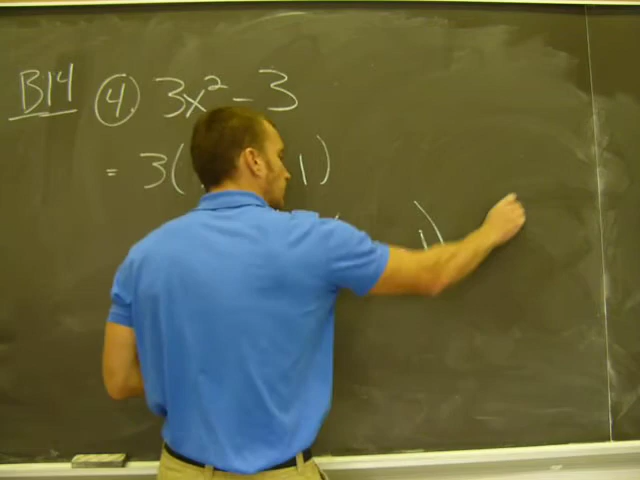 B14 ④ 3x² - 3
= 3( 1)
)